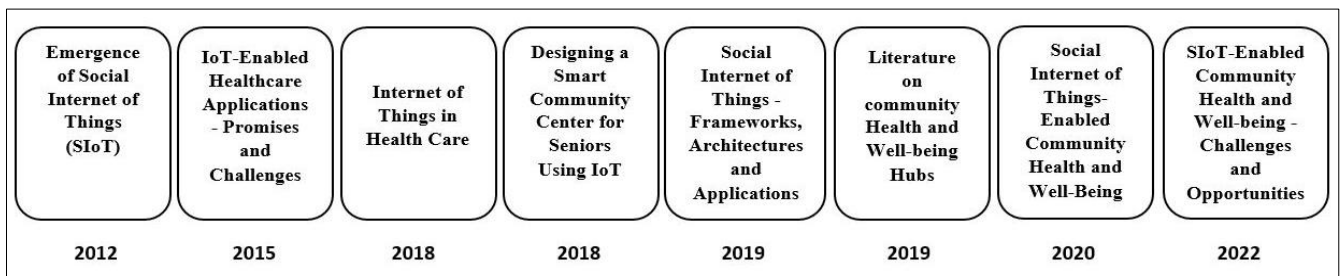 Emergence
of Social
Internet of
Things
(SIoT)
IoT-Enabled
Healthcare
Applications
- Promises
and
Challenges
Internet of
Things in
Health Care
Designing a
Smart
Community
Center for
Seniors
Using IoT
Social
Internet of
Things -
Frameworks,
Architectures
and
Applications
Literature
on
community
Health and
Well-being
Hubs
Social
Internet of
Things-
Enabled
Community
Health and
Well-Being
SIoT-Enabled
Community
Health and
Well-being -
Challenges
and
Opportunities
2012
2015
2018
2018
2019
2019
2020
2022